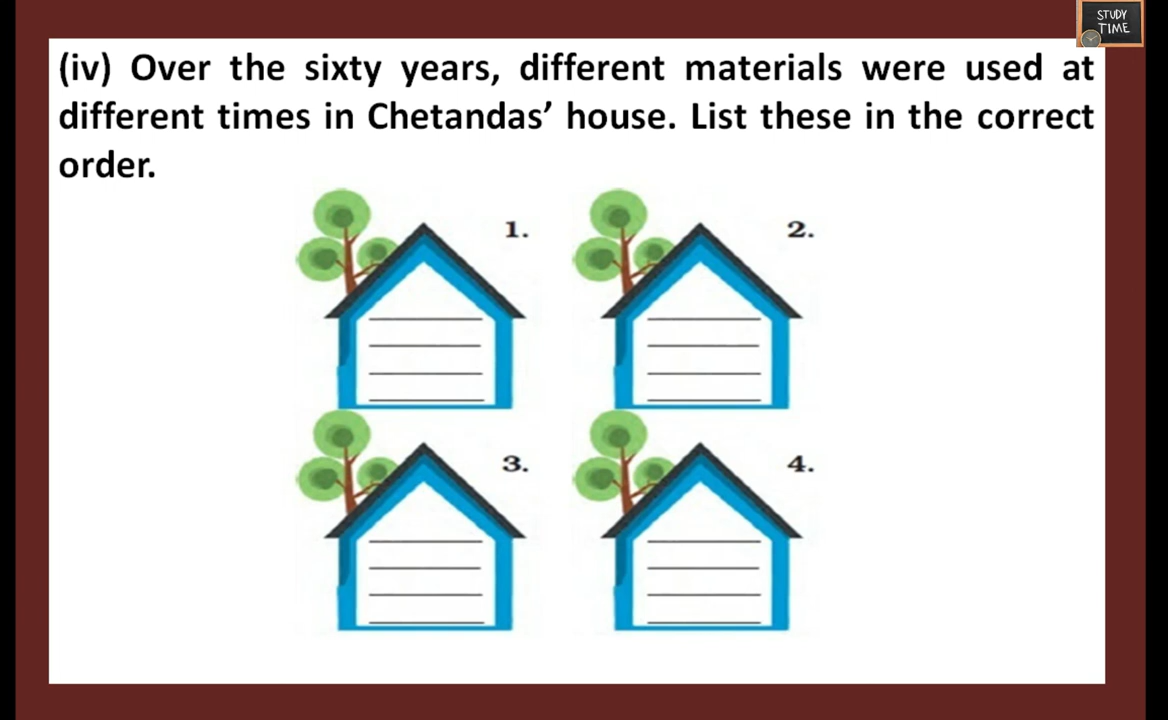 STUDY
TIME
(iv) Over the sixty years, different materials were used at
different times in Chetandas’ house. List these in the correct
order.
1.
2.
3.
4.